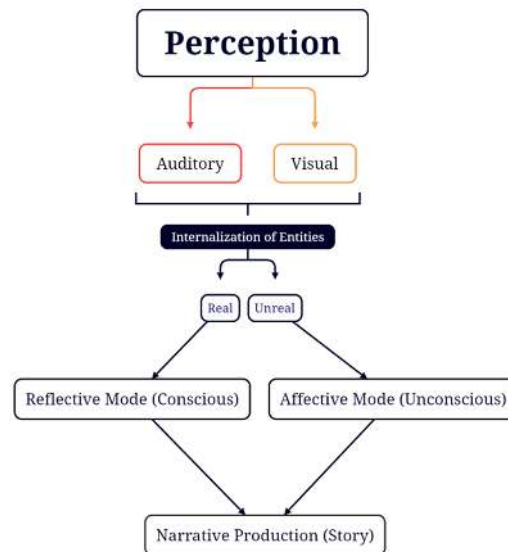 Perception
Auditory
Visual
Internalization of Entities
Real
Unreal
Reflective Mode (Conscious)
Affective Mode (Unconscious)
Narrative Production (Story)